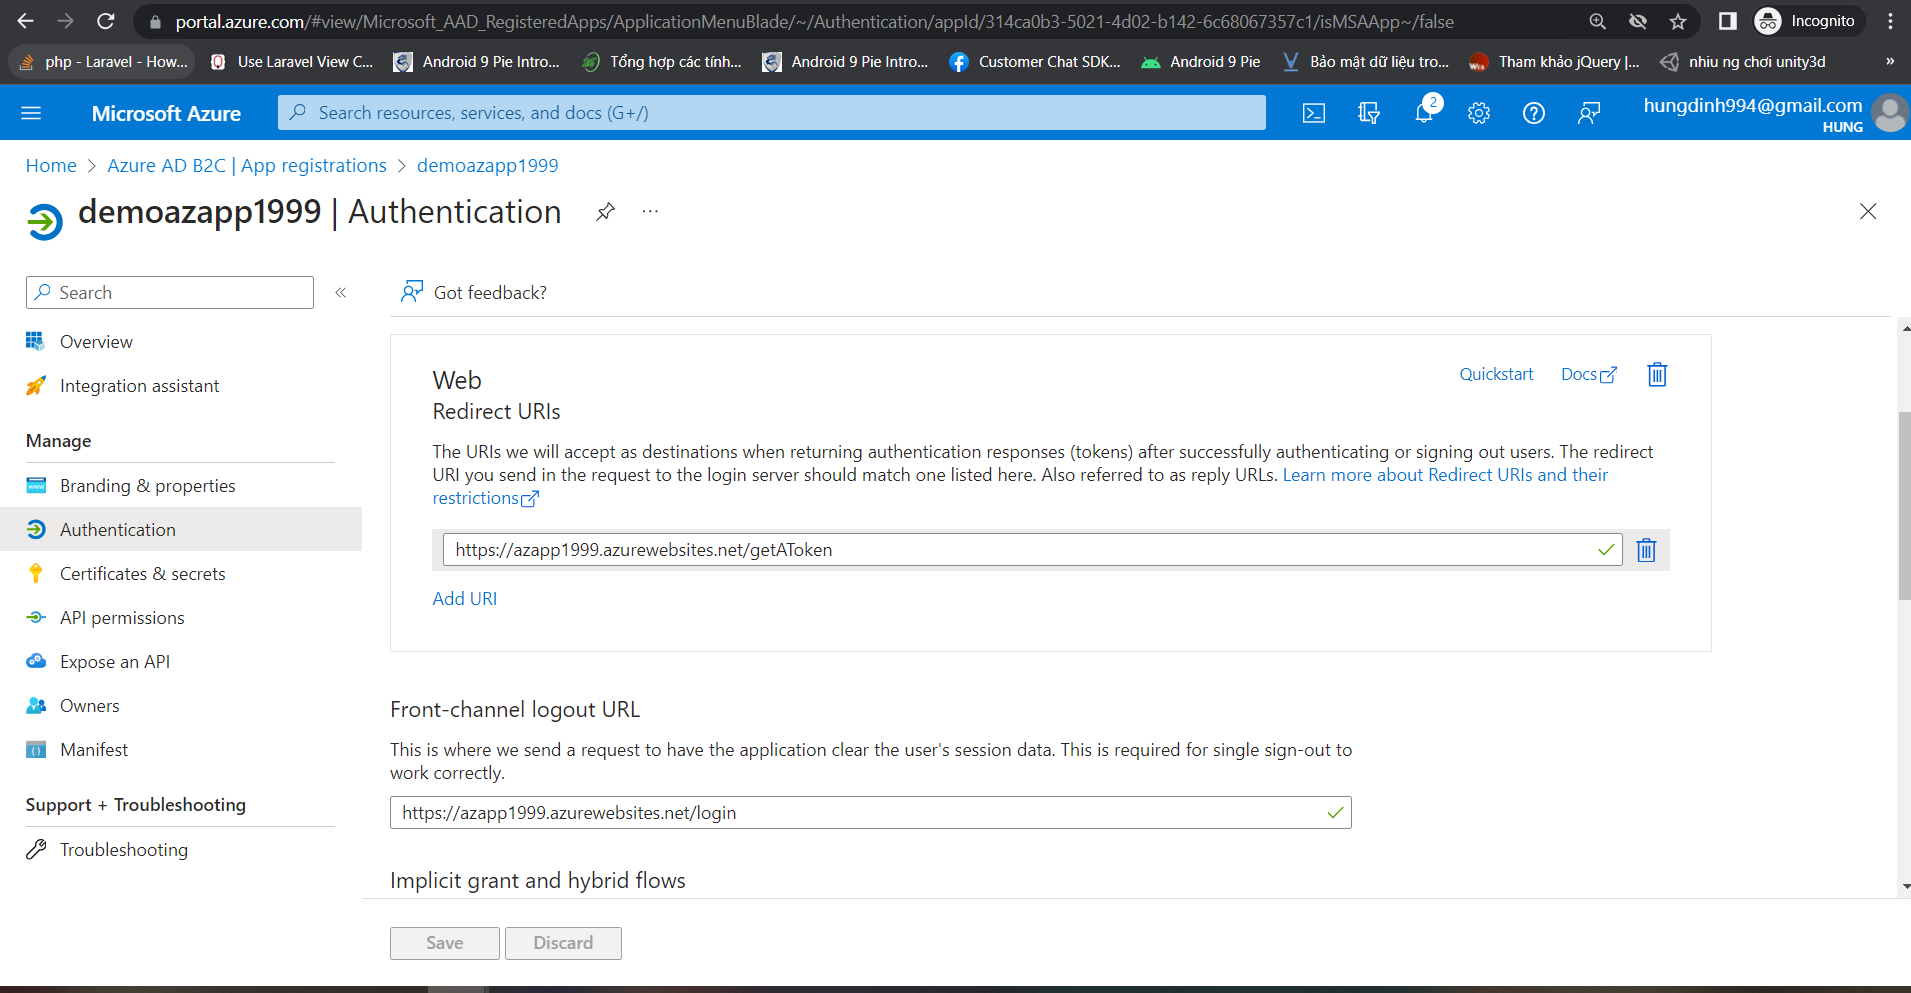 portal.azure.com/#view/Microsoft_AAD_RegisteredApps/ApplicationMenuBlade/~/Authentication/appId/314ca0b3-5021-4d02-b142-6c68067357c1/isMSAApp~/false
Incognito
php - Laravel - How...
Use Laravel View C...
Android 9 Pie Intro...
Tổng hợp các tính...
Android 9 Pie Intro...
Customer Chat SDK...
Android 9 Pie
Bảo mật dữ liệu tro...
Tham khảo jQuery |...
nhiu ng chơi unity3d
»
Microsoft Azure
Search resources, services, and docs (G+/)
2
hungdinh994@gmail.com
HUNG
Home > Azure AD B2C | App registrations > demoazapp1999
demoazapp1999 | Authentication
...
Search
«
Got feedback?
Overview
Integration assistant
Manage
Branding & properties
Authentication
Certificates & secrets
API permissions
Expose an API
Owners
Manifest
Support + Troubleshooting
Troubleshooting
Web
Quickstart
Docs
Redirect URIs
The URIs we will accept as destinations when returning authentication responses (tokens) after successfully authenticating or signing out users. The redirect
URI you send in the request to the login server should match one listed here. Also referred to as reply URLs. Learn more about Redirect URIs and their
restrictions
https://azapp1999.azurewebsites.net/getAToken
Add URI
Front-channel logout URL
This is where we send a request to have the application clear the user's session data. This is required for single sign-out to
work correctly.
https://azapp1999.azurewebsites.net/login
Implicit grant and hybrid flows
Save
Discard